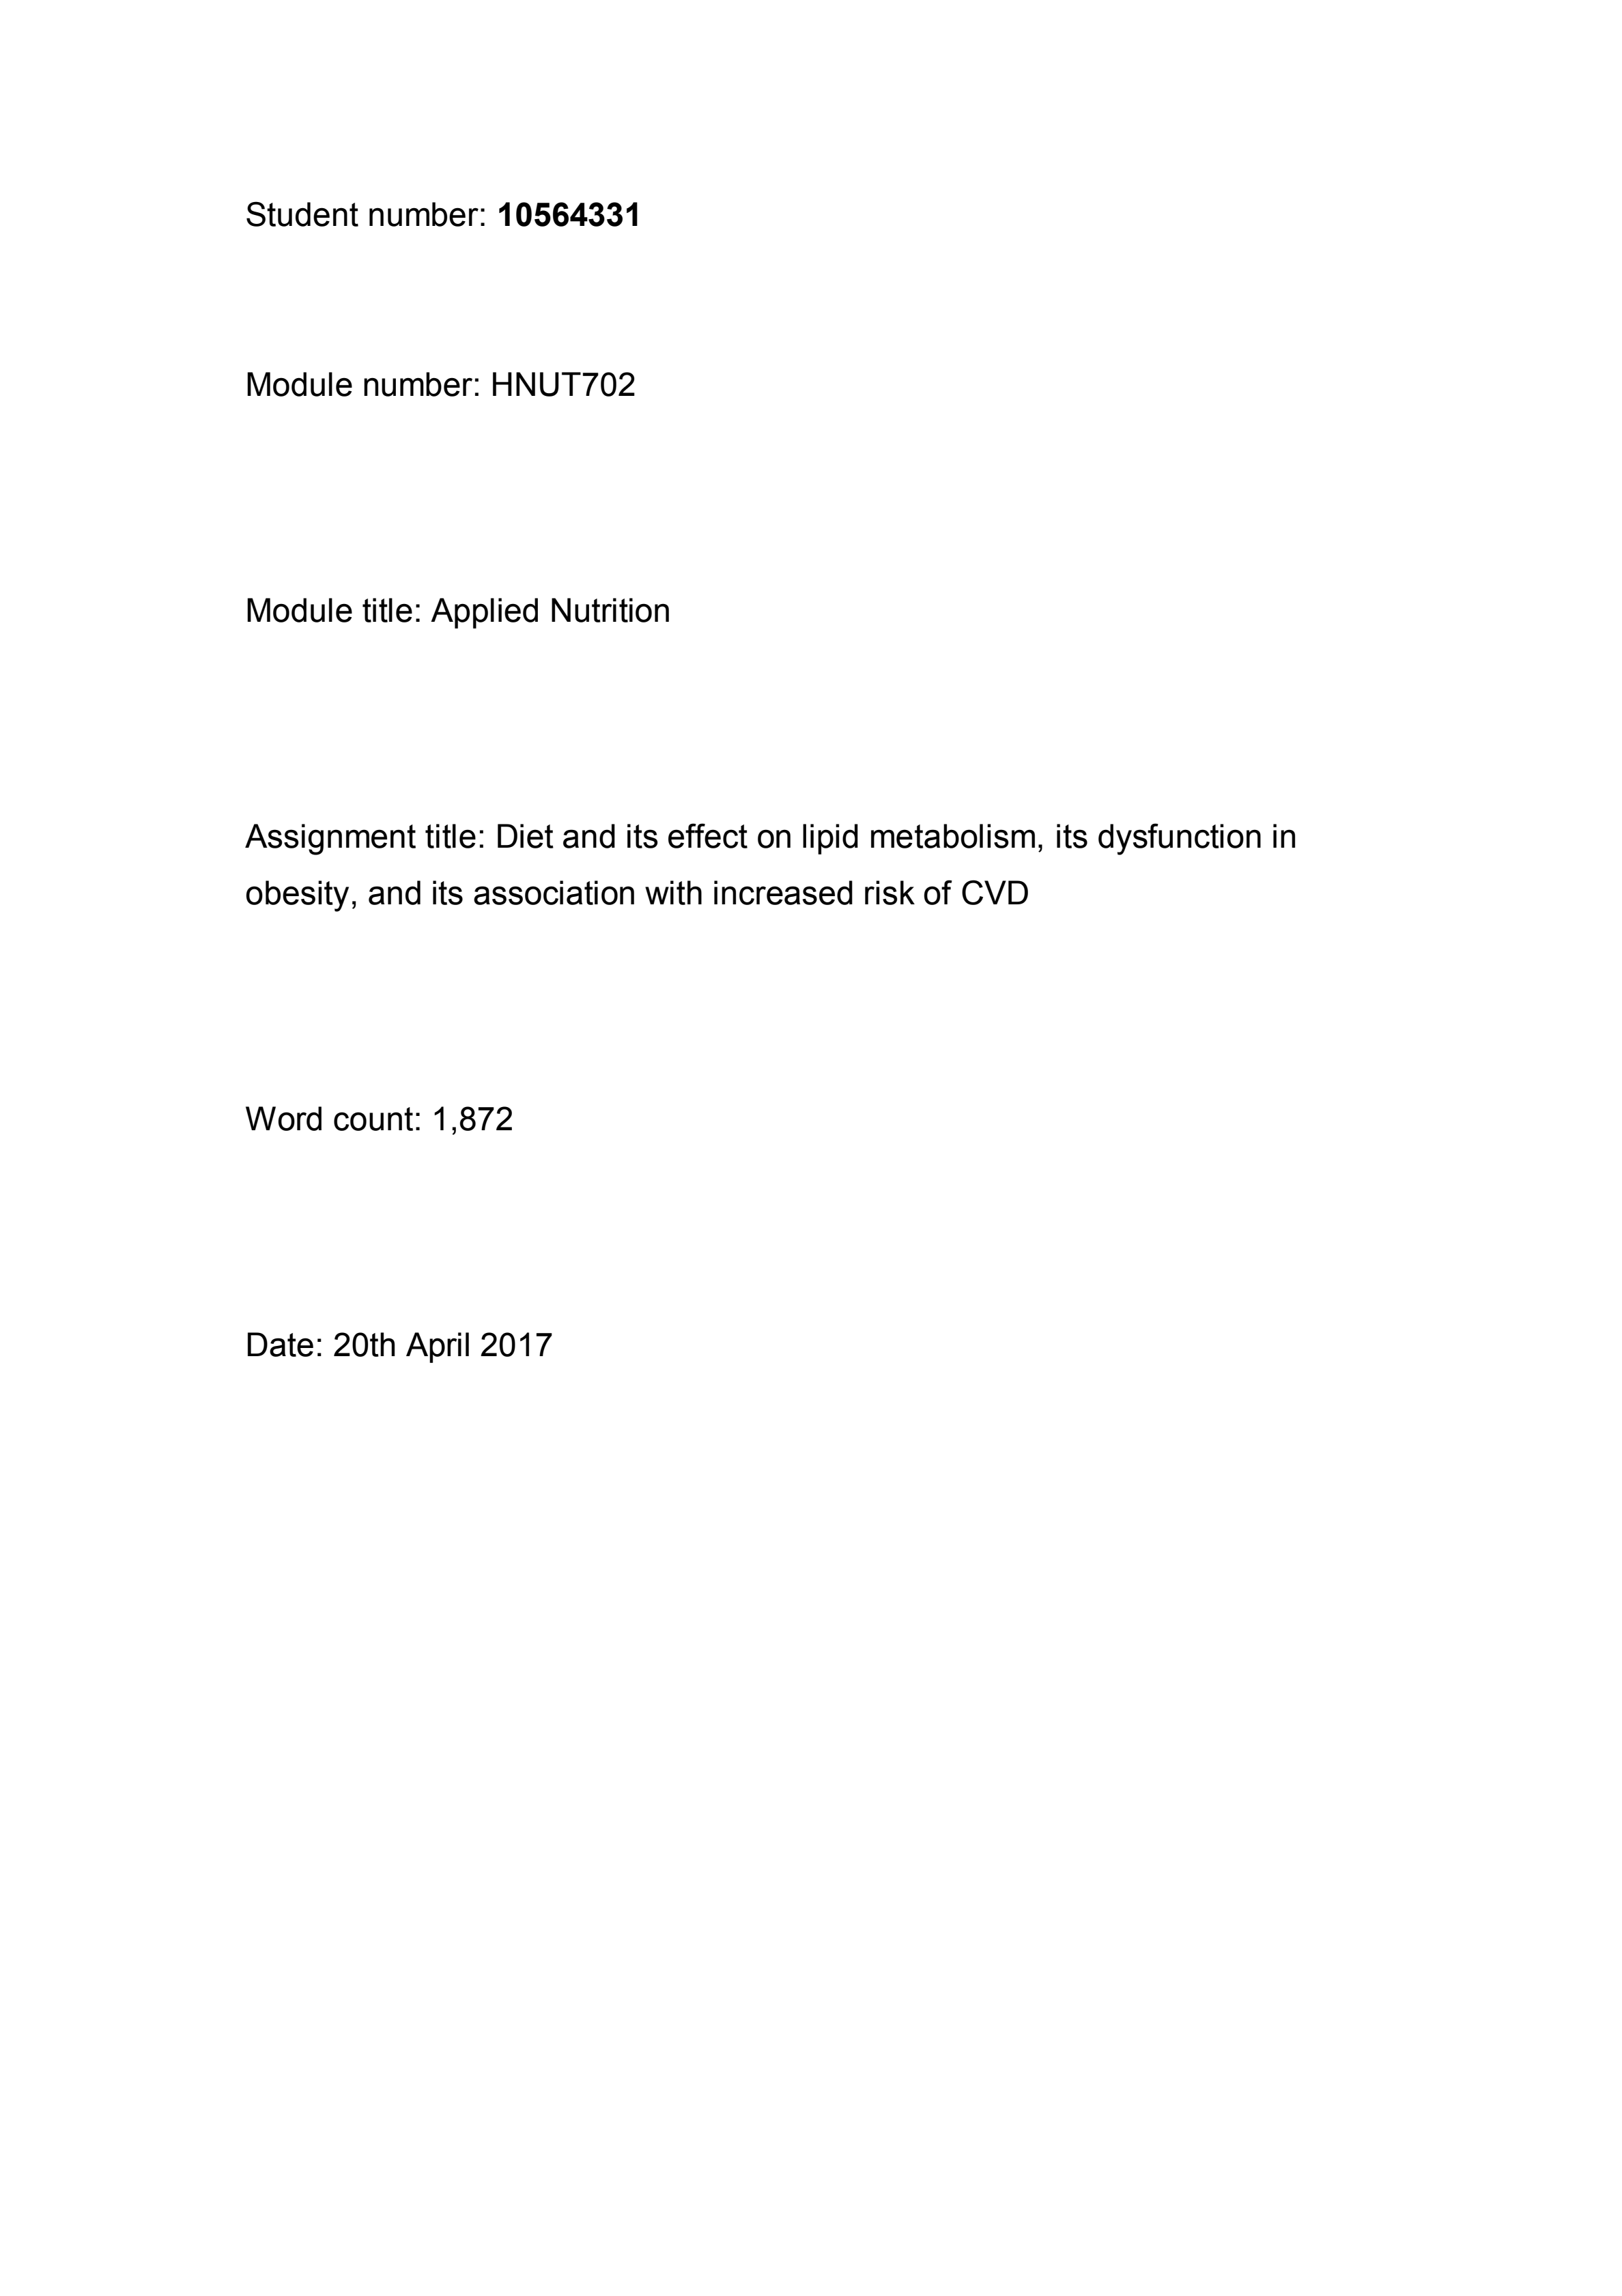 Student number: 10564331
Module number: HNUT702
Module title: Applied Nutrition
Assignment title: Diet and its effect on lipid metabolism, its dysfunction in
obesity, and its association with increased risk of CVD
Word count: 1,872
Date: 20th April 2017